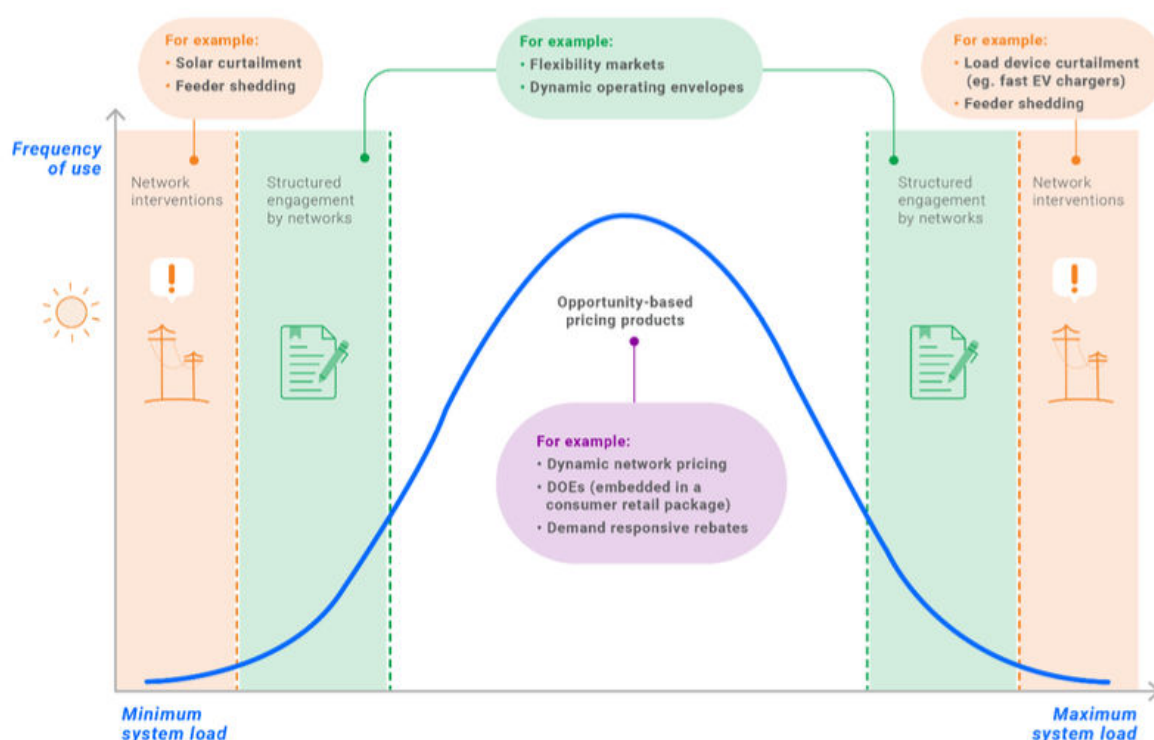 For example:
• Solar curtailment
• Feeder shedding
For example:
• Flexibility markets
• Dynamic operating envelopes
For example:
• Load device curtailment
(eg. fast EV chargers)
• Feeder shedding
Frequency
of use
Network
interventions
Structured
engagement
by networks
Structured
engagement
by networks
Network
interventions
!
!
Opportunity-based
pricing products
For example:
• Dynamic network pricing
• DOEs (embedded in a
consumer retail package)
• Demand responsive rebates
Minimum
system load
Maximum
system load